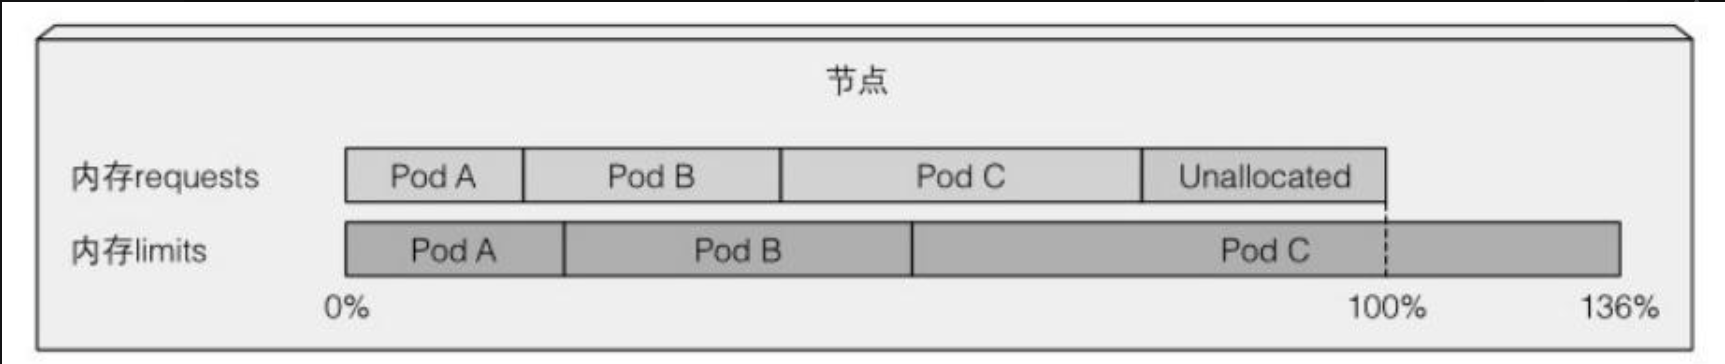 节点
内存requests Pod A Pod B Pod C Unallocated
内存limits Pod A Pod B Pod C
0% 100% 136%